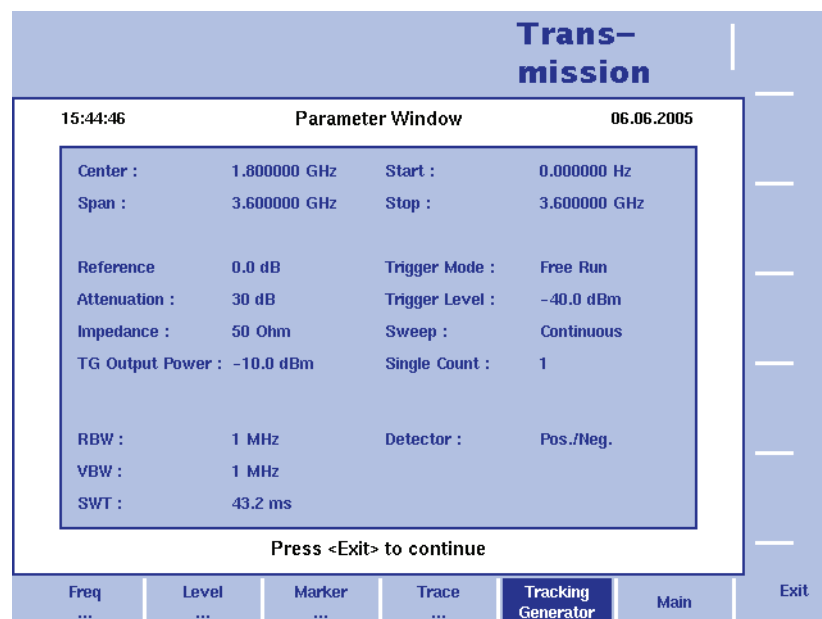 Trans–
mission
15:44:46 Parameter Window 06.06.2005
Center : 1.800000 GHz Start : 0.000000 Hz
Span : 3.600000 GHz Stop : 3.600000 GHz
Reference 0.0 dB Trigger Mode : Free Run
Attenuation : 30 dB Trigger Level : –40.0 dBm
Impedance : 50 Ohm Sweep : Continuous
TG Output Power : –10.0 dBm Single Count : 1
RBW : 1 MHz Detector : Pos./Neg.
VBW : 1 MHz
SWT : 43.2 ms
Press <Exit> to continue
Freq Level Marker Trace Tracking Main Exit
... ... ... ... Generator